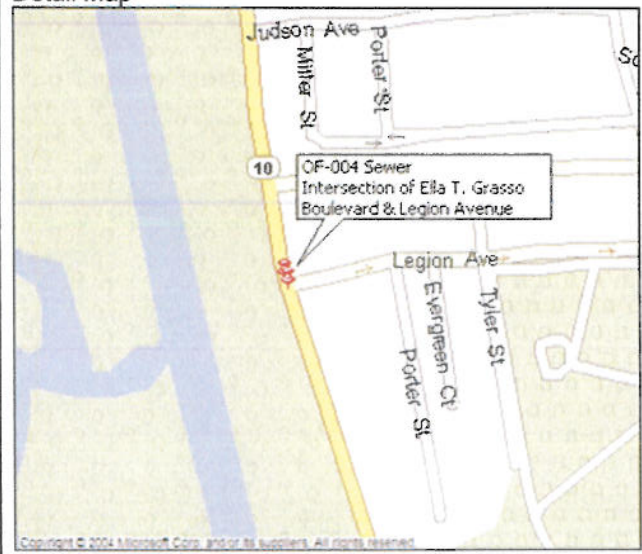 Judson Ave
Miller St
Porter St
10
OF-004 Sewer
Intersection of Ella T. Grasso
Boulevard & Legion Avenue
Legion Ave
Evergreen Ct
Tyler St
Porter St
Copyright © 2004 Microsoft Corp. and/or its suppliers. All rights reserved.